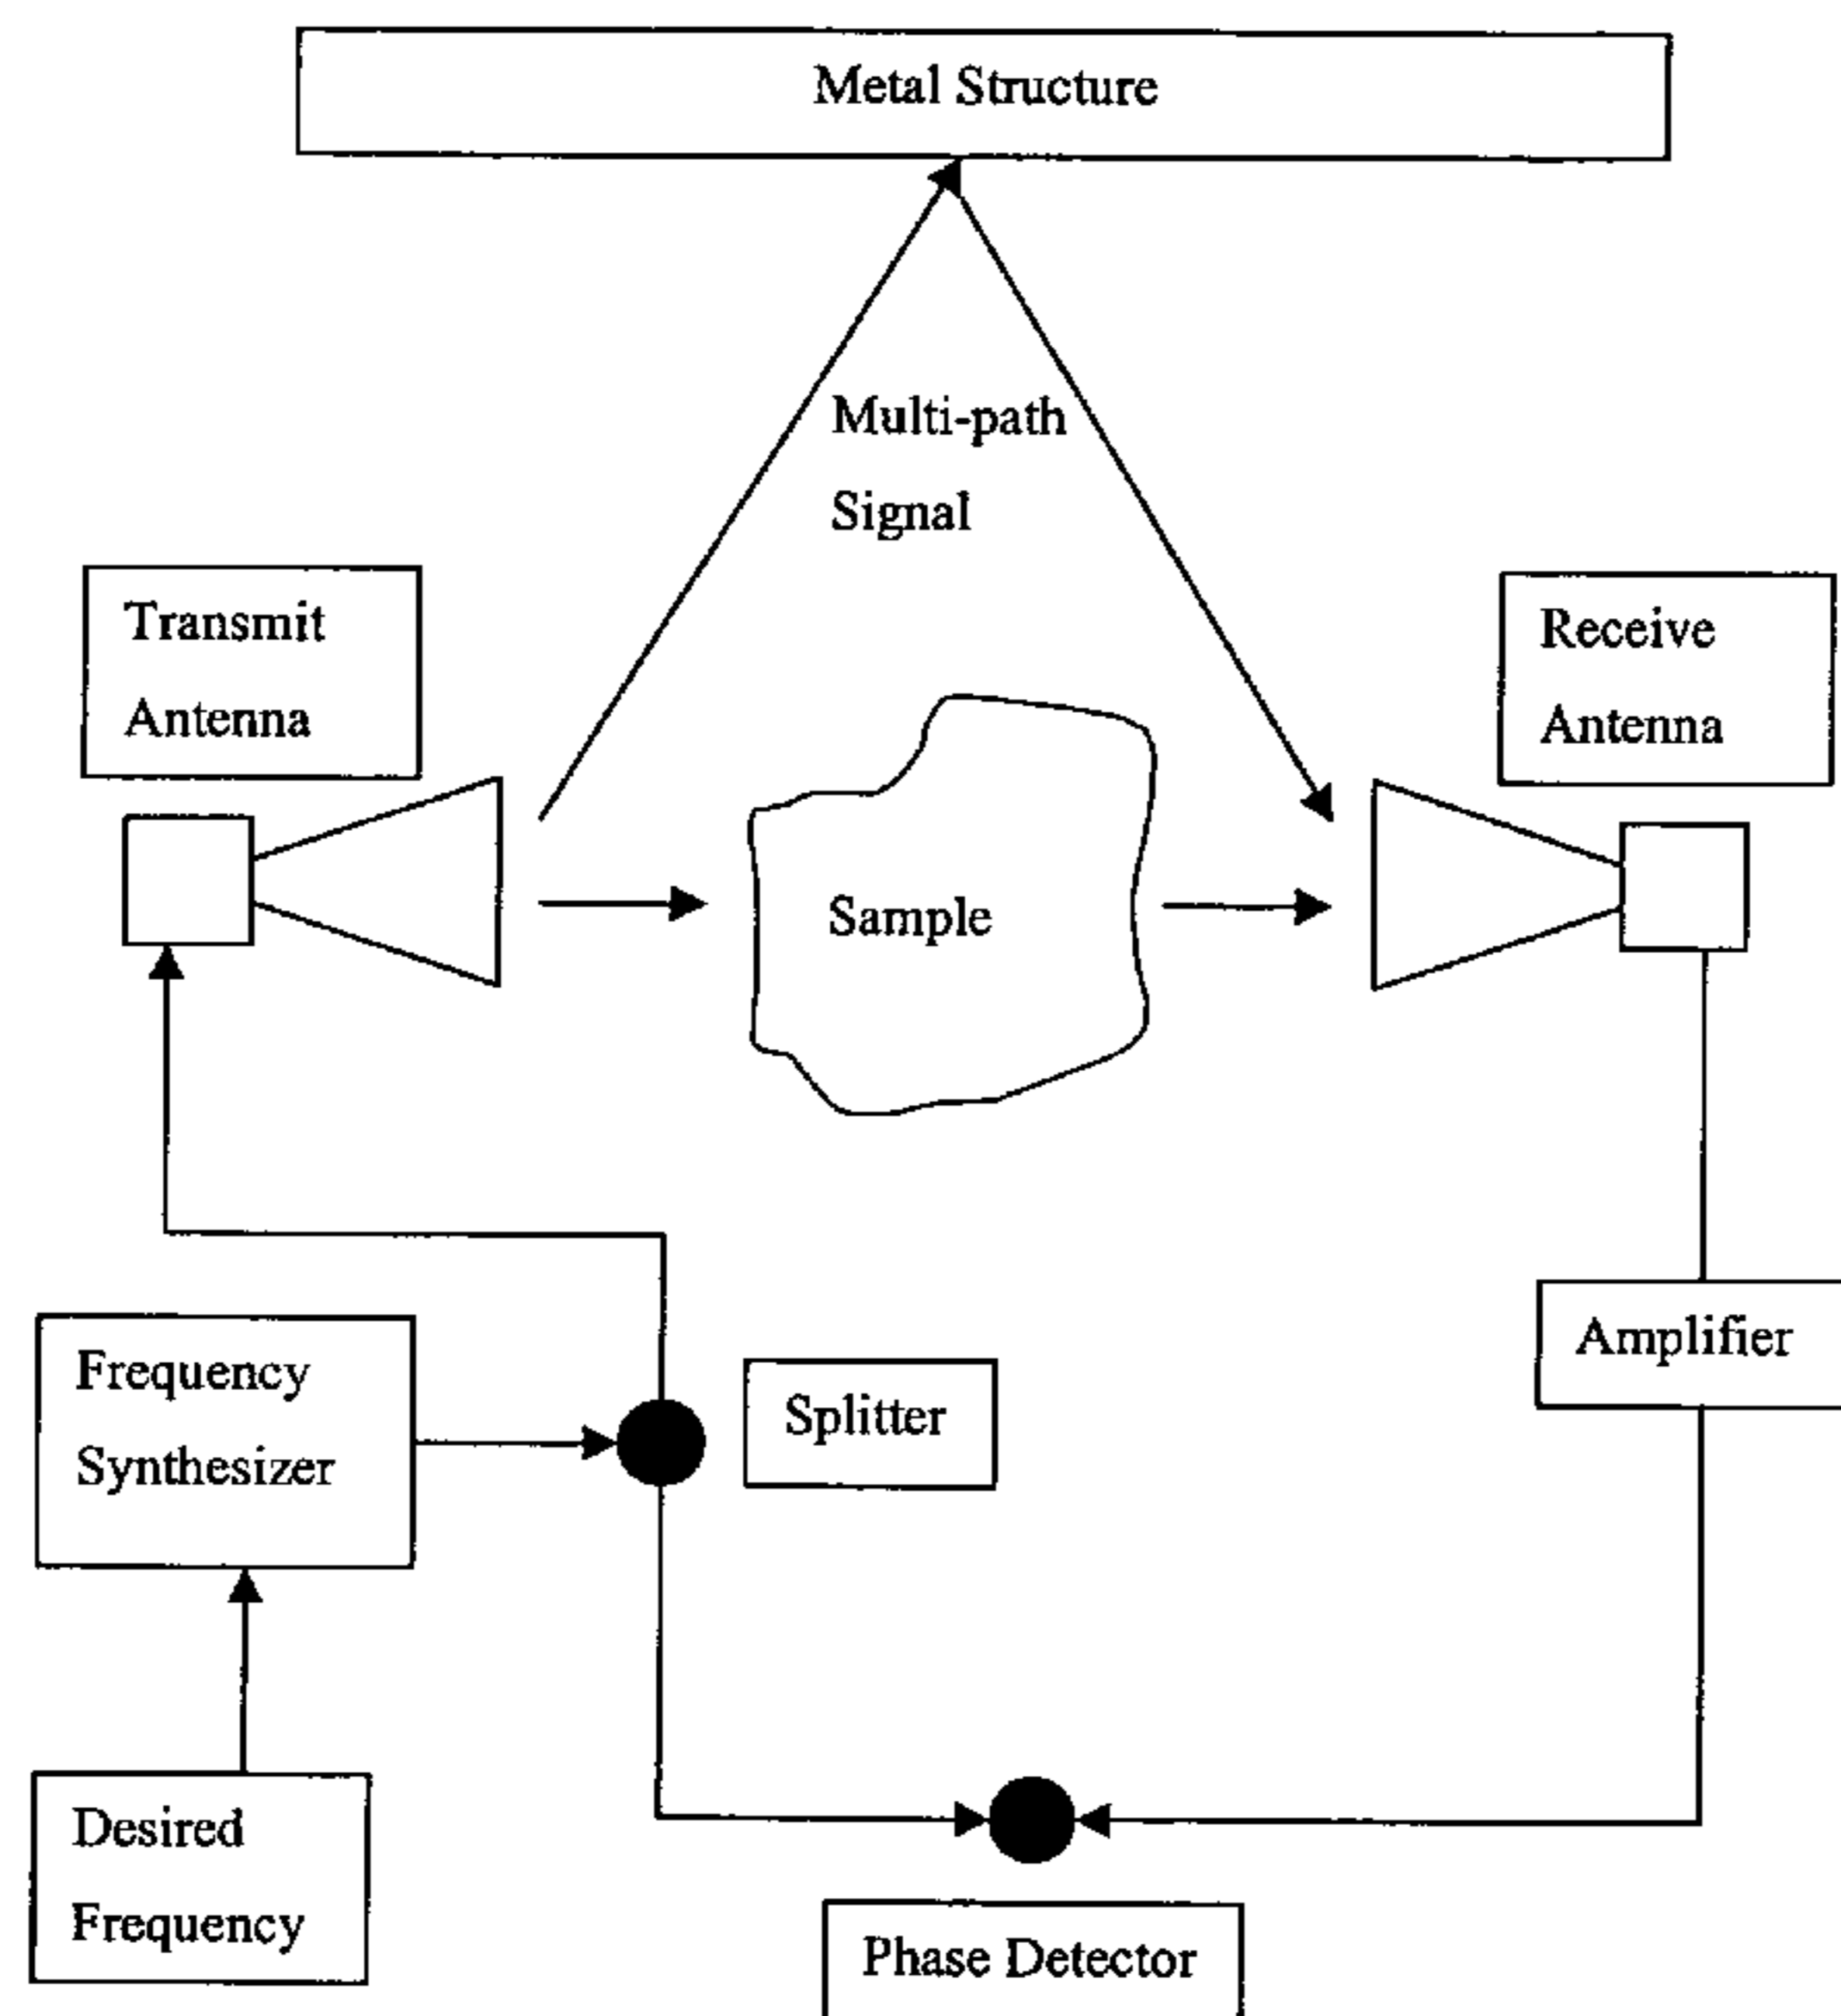 Metal Structure
Multi-path
Signal
Transmit
Antenna
Receive
Antenna
Sample
Frequency
Synthesizer
Splitter
Amplifier
Desired
Frequency
Phase Detector